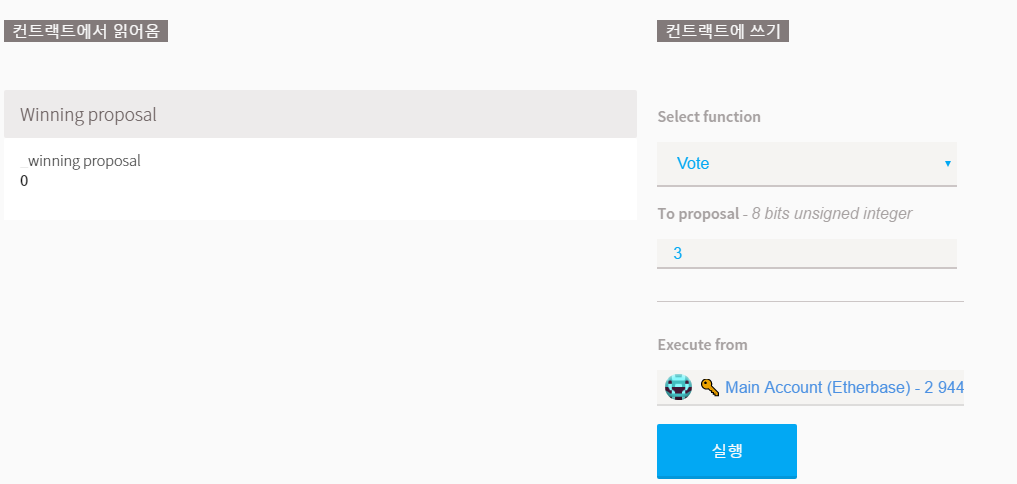 컨트랙트에서 읽어옴
Winning proposal
_winning proposal
0
컨트랙트에 쓰기
Select function
Vote
To proposal - 8 bits unsigned integer
3
Execute from
Main Account (Etherbase) - 2 944
실행